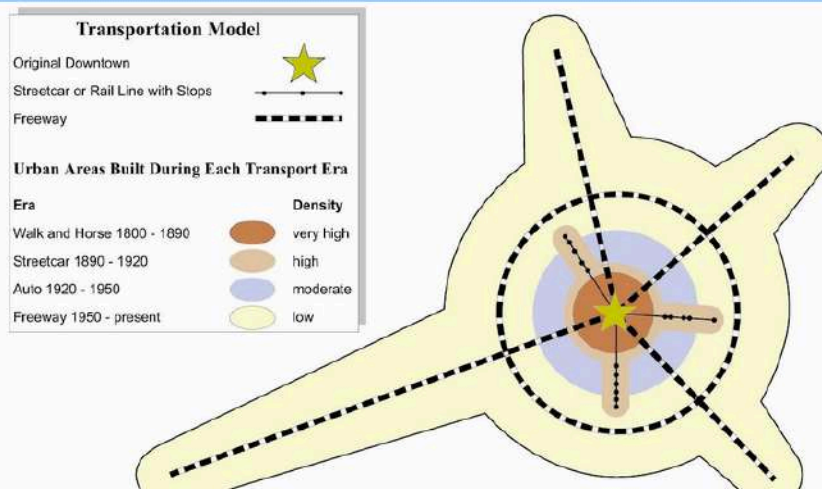 Transportation Model
Original Downtown
Streetcar or Rail Line with Stops
Freeway
Urban Areas Built During Each Transport Era
Era Density
Walk and Horse 1800 - 1890 very high
Streetcar 1890 - 1920 high
Auto 1920 - 1950 moderate
Freeway 1950 - present low